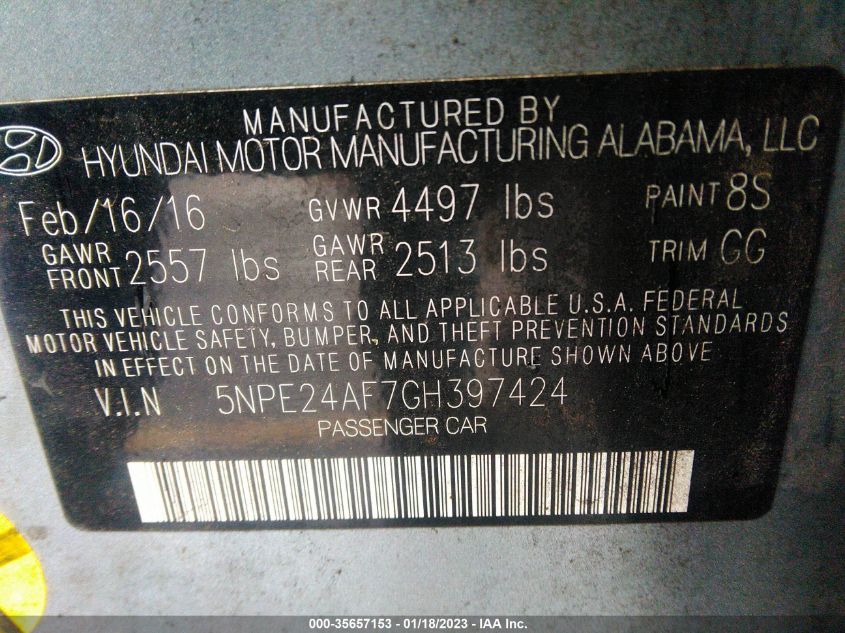 MANUFACTURED BY
HYUNDAI MOTOR MANUFACTURING ALABAMA, LLC
Feb/16/16 GVWR 4497 lbs PAINT 8S
GAWR FRONT 2557 lbs GAWR REAR 2513 lbs TRIM GG
THIS VEHICLE CONFORMS TO ALL APPLICABLE U.S.A. FEDERAL
MOTOR VEHICLE SAFETY, BUMPER, AND THEFT PREVENTION STANDARDS
IN EFFECT ON THE DATE OF MANUFACTURE SHOWN ABOVE
V.I.N 5NPE24AF7GH397424
PASSENGER CAR
000-35657153 - 01/18/2023 - IAA Inc.